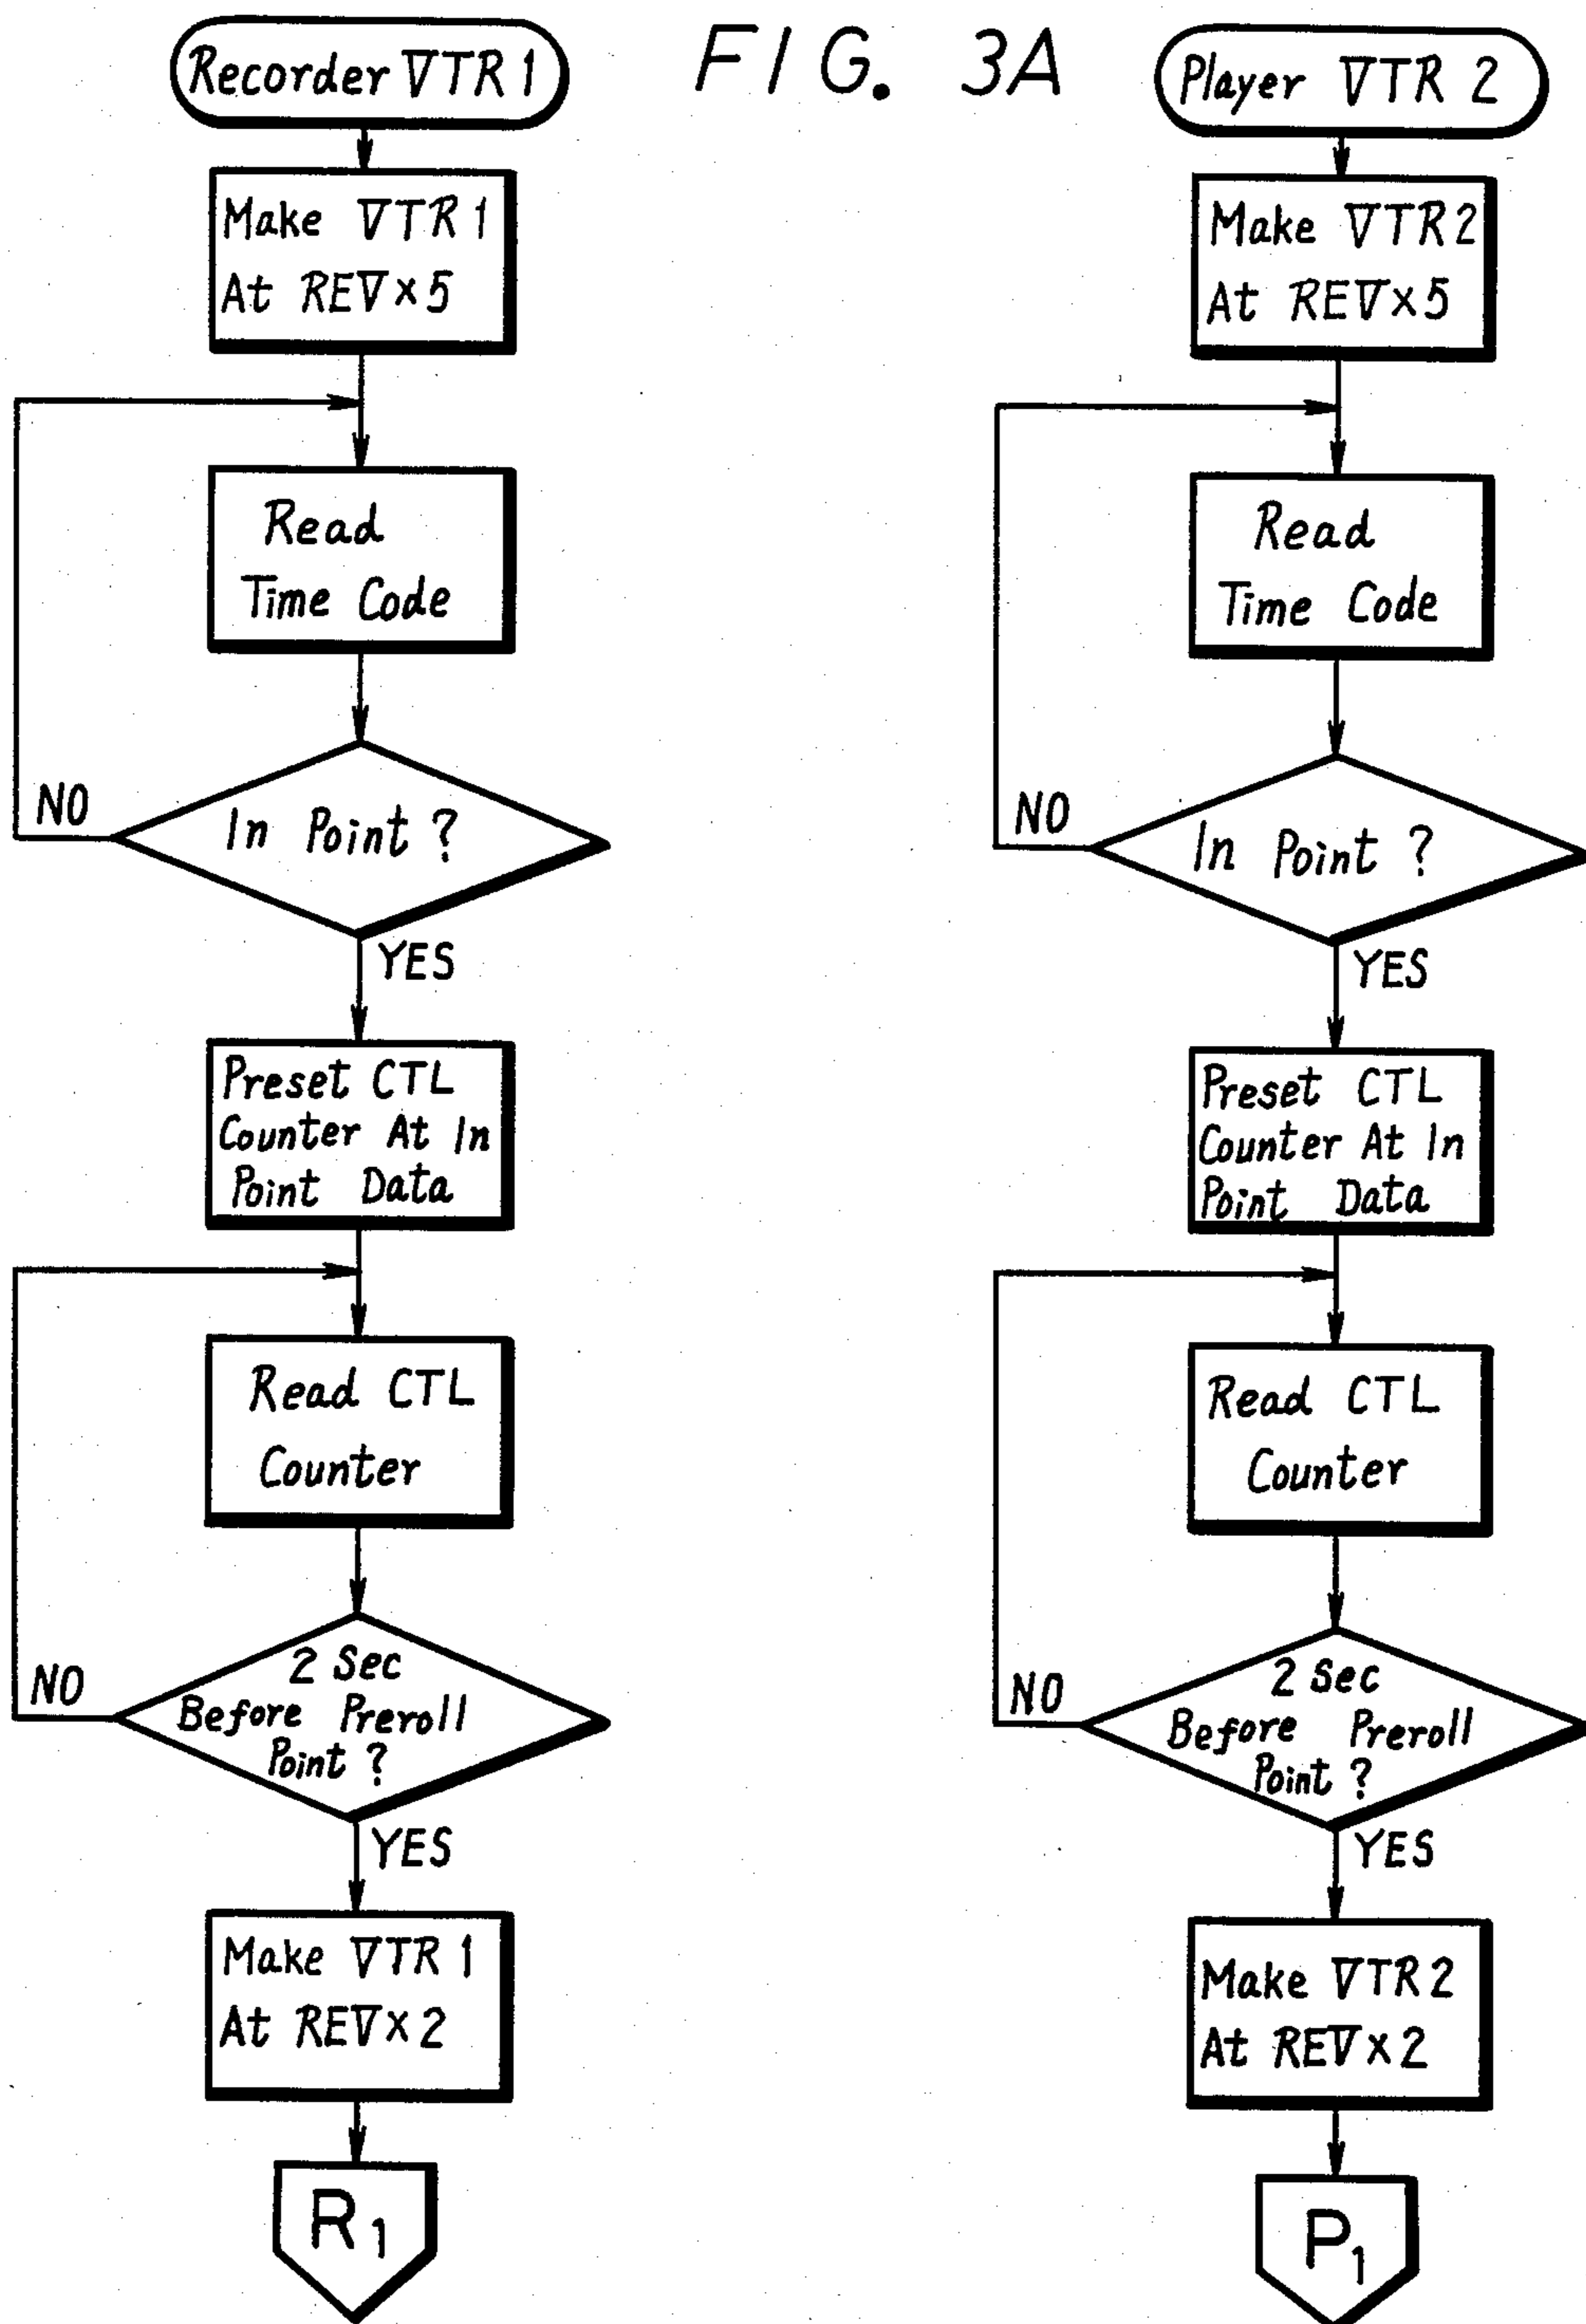 FIG. 3A
Recorder VTR 1
Make VTR 1
At REV×5
Read
Time Code
In Point ?
NO
YES
Preset CTL
Counter At In
Point Data
Read CTL
Counter
2 Sec
Before Preroll
Point ?
NO
YES
Make VTR 1
At REV×2
R1
Player VTR 2
Make VTR 2
At REV×5
Read
Time Code
In Point ?
NO
YES
Preset CTL
Counter At In
Point Data
Read CTL
Counter
2 Sec
Before Preroll
Point ?
NO
YES
Make VTR 2
At REV×2
P1